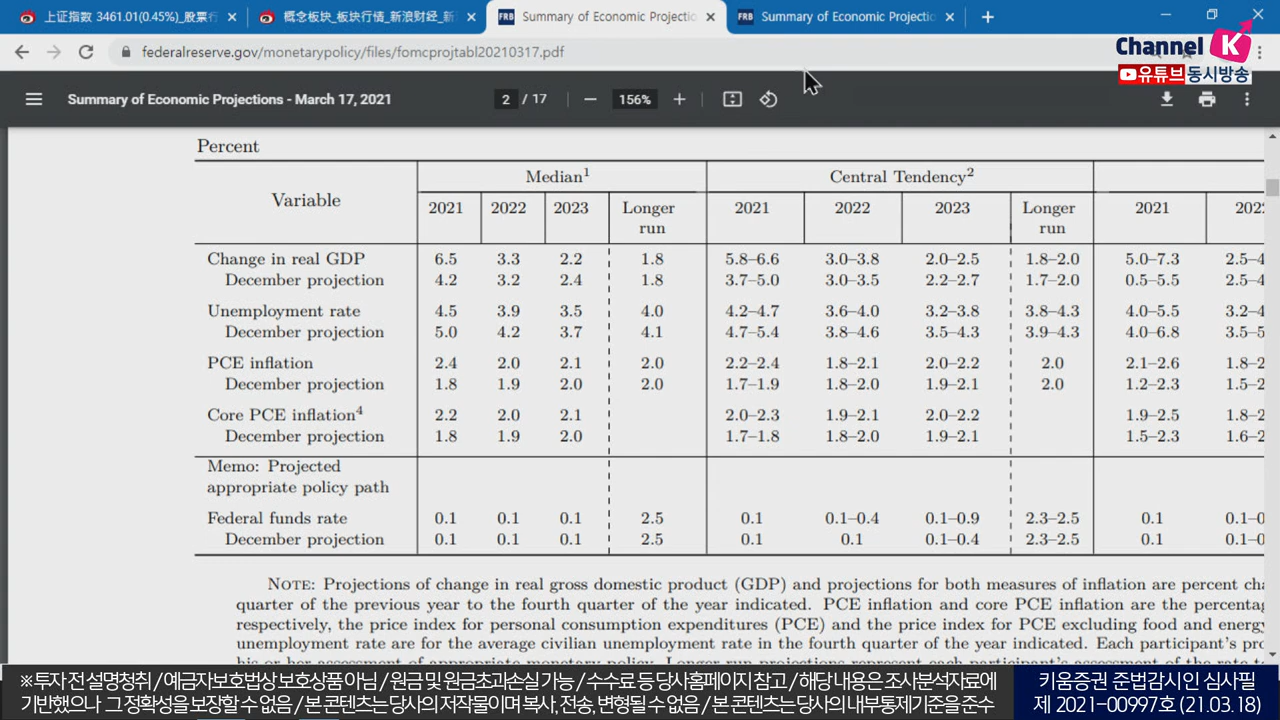 上证指数 3461.01(0.45%)_股票行
概念板块_板块行情_新浪财经_新
FRB Summary of Economic Projectio
FRB Summary of Economic Projectio
federalreserve.gov/monetarypolicy/files/fomcprojtabl20210317.pdf
Channel K
유튜브동시방송
Summary of Economic Projections - March 17, 2021 2 / 17 156%
Percent
Variable Median1 Central Tendency2
2021 2022 2023 Longer run 2021 2022 2023 Longer run 2021 2022
Change in real GDP 6.5 3.3 2.2 1.8 5.8–6.6 3.0–3.8 2.0–2.5 1.8–2.0 5.0–7.3 2.5–4
December projection 4.2 3.2 2.4 1.8 3.7–5.0 3.0–3.5 2.2–2.7 1.7–2.0 0.5–5.5 2.5–4
Unemployment rate 4.5 3.9 3.5 4.0 4.2–4.7 3.6–4.0 3.2–3.8 3.8–4.3 4.0–5.5 3.2–4
December projection 5.0 4.2 3.7 4.1 4.7–5.4 3.8–4.6 3.5–4.3 3.9–4.3 4.0–6.8 3.5–5
PCE inflation 2.4 2.0 2.1 2.0 2.2–2.4 1.8–2.1 2.0–2.2 2.0 2.1–2.6 1.8–2
December projection 1.8 1.9 2.0 2.0 1.7–1.9 1.8–2.0 1.9–2.1 2.0 1.2–2.3 1.5–2
Core PCE inflation4 2.2 2.0 2.1 2.0–2.3 1.9–2.1 2.0–2.2 1.9–2.5 1.8–2
December projection 1.8 1.9 2.0 1.7–1.8 1.8–2.0 1.9–2.1 1.5–2.3 1.6–2
Memo: Projected
appropriate policy path
Federal funds rate 0.1 0.1 0.1 2.5 0.1 0.1–0.4 0.1–0.9 2.3–2.5 0.1 0.1–0
December projection 0.1 0.1 0.1 2.5 0.1 0.1 0.1–0.4 2.3–2.5 0.1 0.1–0
NOTE: Projections of change in real gross domestic product (GDP) and projections for both measures of inflation are percent cha
quarter of the previous year to the fourth quarter of the year indicated. PCE inflation and core PCE inflation are the percentag
respectively, the price index for personal consumption expenditures (PCE) and the price index for PCE excluding food and energy
unemployment rate are for the average civilian unemployment rate in the fourth quarter of the year indicated. Each participant's pro
his or her assessment of appropriate monetary policy. Longer-run projections represent each participant's assessment of the rate to
※ 투자 전 설명청취 / 예금자보호법상 보호상품 아님 / 원금 및 원금초과손실 가능 / 수수료 등 당사홈페이지 참고 / 해당 내용은 조사분석자료에
기반했으나 그 정확성을 보장할 수 없음 / 본 콘텐츠는 당사의 저작물이며 복사, 전송, 변형될 수 없음 / 본 콘텐츠는 당사의 내부통제기준을 준수
키움증권 준법감시인 심사필
제 2021-00997호 (21.03.18)